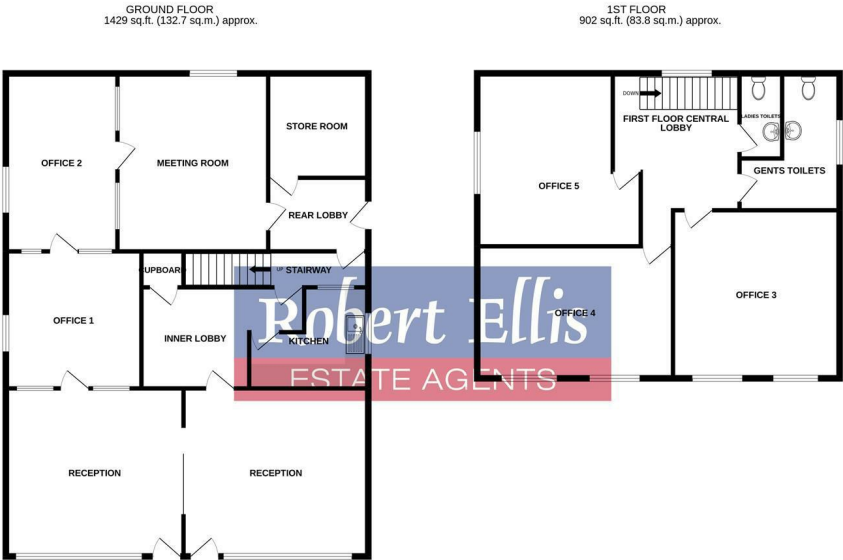 GROUND FLOOR
1429 sq.ft. (132.7 sq.m.) approx.
1ST FLOOR
902 sq.ft. (83.8 sq.m.) approx.
OFFICE 2
MEETING ROOM
STORE ROOM
REAR LOBBY
CUPBOARD
UP
STAIRWAY
OFFICE 1
INNER LOBBY
KITCHEN
RECEPTION
RECEPTION
DOWN
FIRST FLOOR CENTRAL
LOBBY
LADIES TOILETS
GENTS TOILETS
OFFICE 5
OFFICE 4
OFFICE 3
Robert Ellis
ESTATE AGENTS